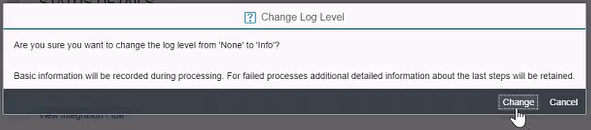 STATUS DETAILS
Change Log Level
Are you sure you want to change the log level from 'None' to 'Info'?
Basic information will be recorded during processing. For failed processes additional detailed information about the last steps will be retained.
Change Cancel
View Integration Flow